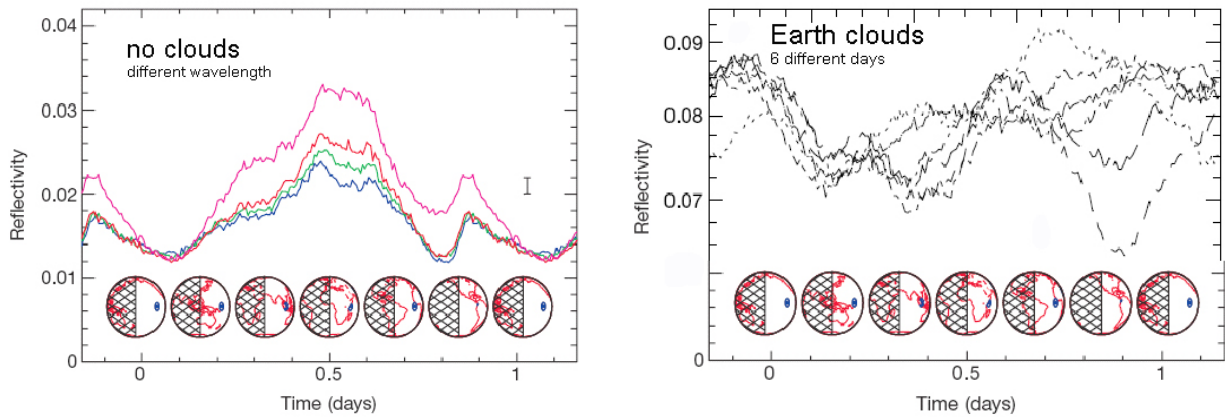 no clouds
different wavelength
0.04
0.03
0.02
0.01
0
Reflectivity
0
0.5
1
Time (days)
Earth clouds
6 different days
0.09
0.08
0.07
0
Reflectivity
0
0.5
1
Time (days)